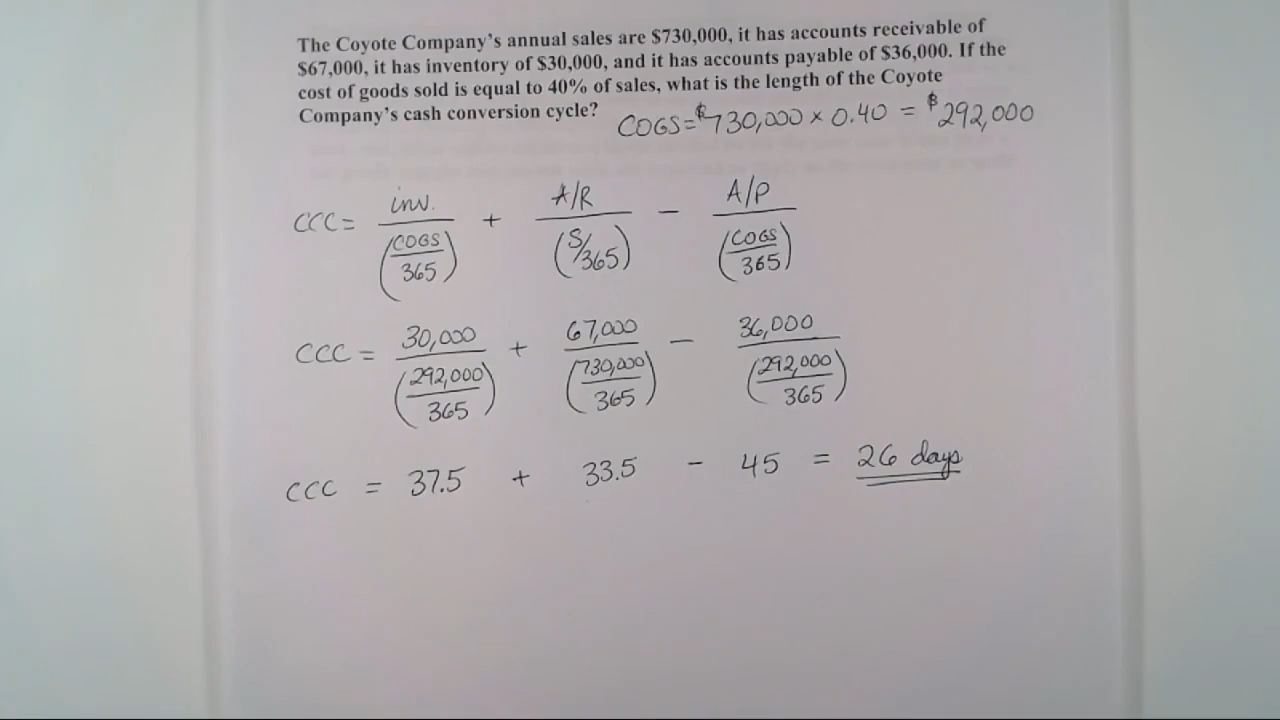 The Coyote Company's annual sales are $730,000, it has accounts receivable of
$67,000, it has inventory of $30,000, and it has accounts payable of $36,000. If the
cost of goods sold is equal to 40% of sales, what is the length of the Coyote
Company's cash conversion cycle?
COGS=$730,000 × 0.40 = $292,000
CCC= inv. / (COGS/365) + A/R / (S/365) − A/P / (COGS/365)
CCC = 30,000 / (292,000/365) + 67,000 / (730,000/365) − 36,000 / (292,000/365)
CCC = 37.5 + 33.5 - 45 = 26 days